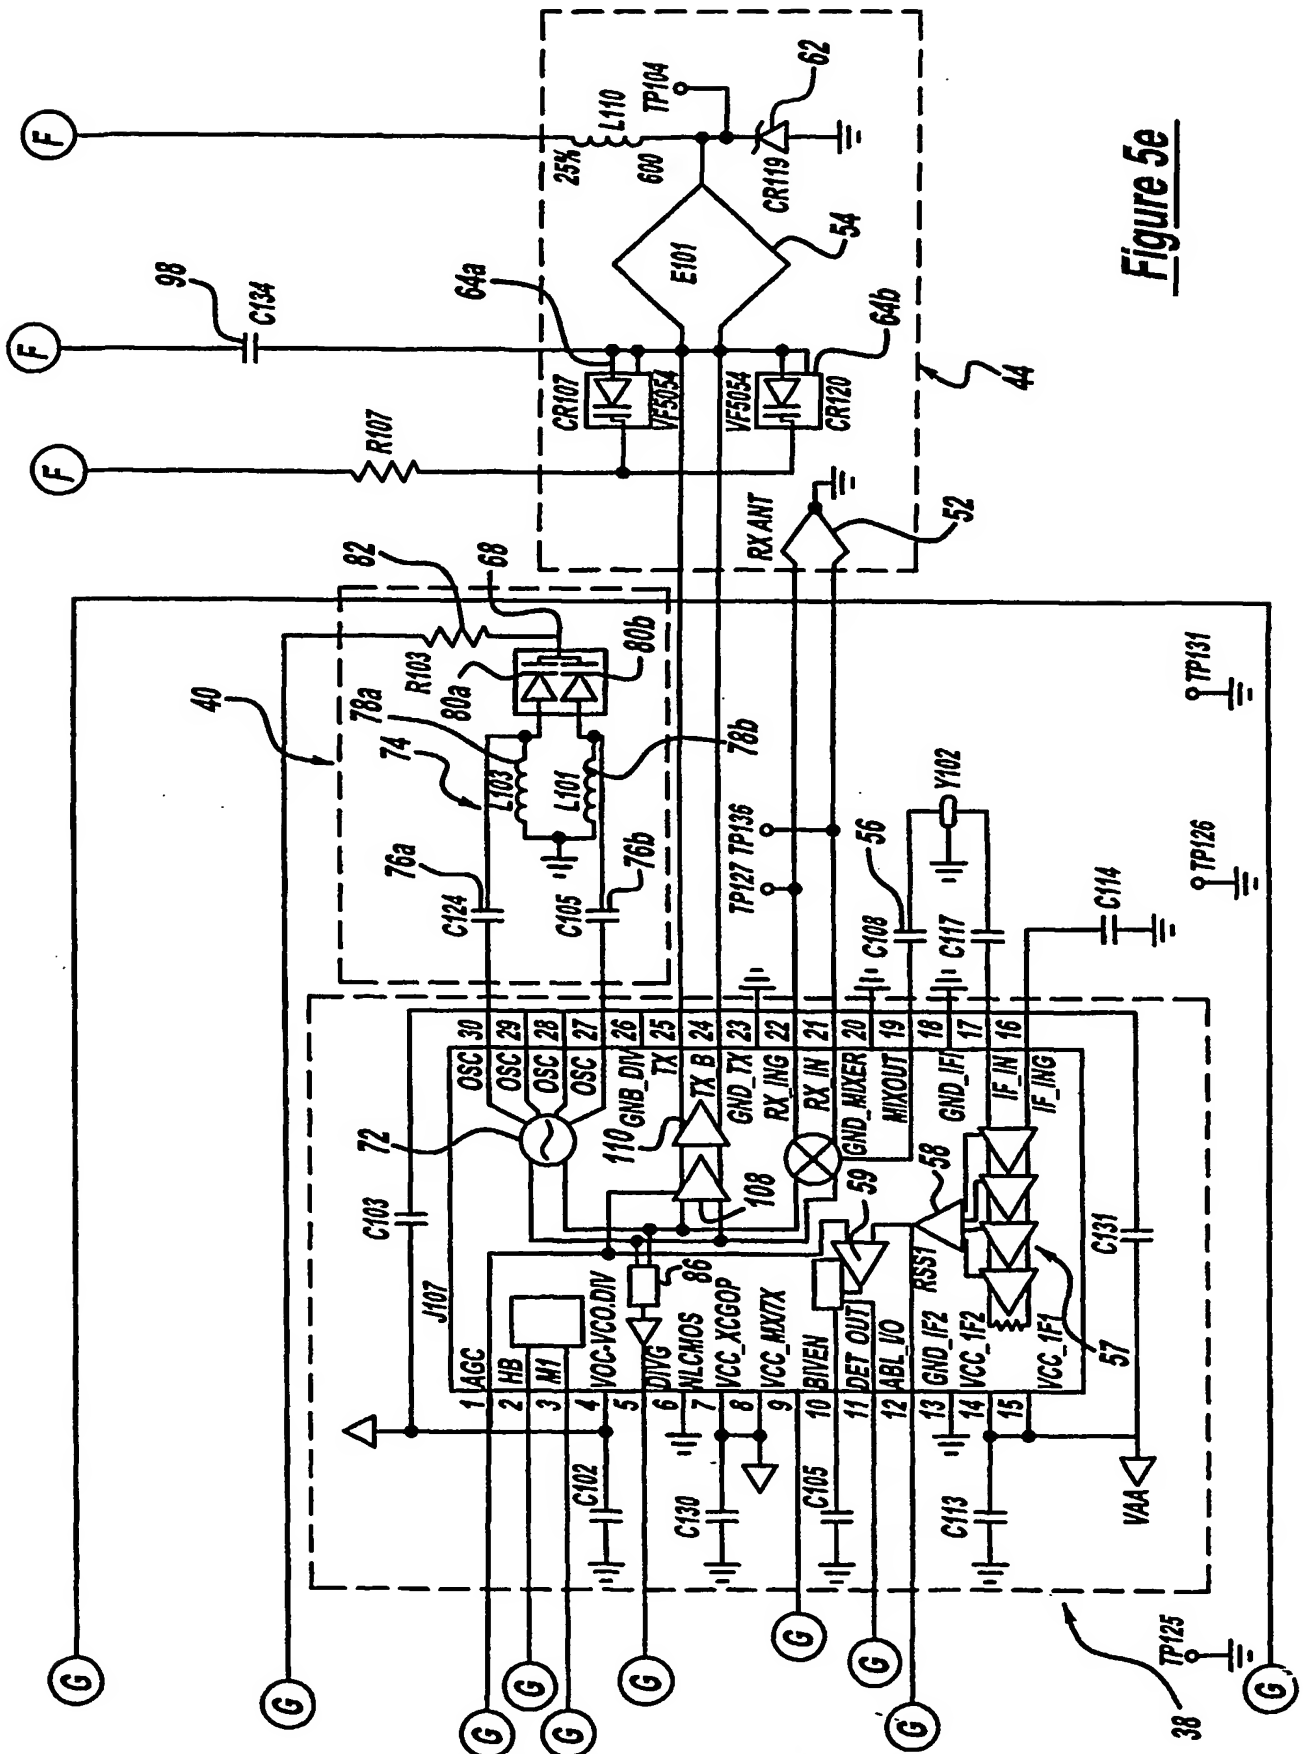 F
F
F
98
C134
R107
25%
L110
600
TP104
62
CR119
E101
54
64a
CR107
VF5054
VF5054
CR120
64b
44
RX ANT
52
82
68
R103
80a
80b
40
78a
74
L103
L101
78b
76a
C124
C105
76b
TP127
TP136
C108
56
Y102
C117
C114
TP131
TP126
72
C103
J107
OSC 30
OSC 29
OSC 28
OSC 27
GNB_DIV 26
TX 25
TX B 24
GND_TX 23
RX_ING 22
RX IN 21
GND_MIXER 20
MIXOUT 19
GND_IFI 18
IF_IN 17
IF_ING 16
110
108
86
59
58
RSS1
57
C131
1 AGC
2 HB
3 M1
4 VOC-VCO.DIV
5 DIVG
6 NLCMOS
7 VCC_XCGOP
8 VCC_MX/TX
9
10 BIVEN
11 DET OUT
12 ABL_I/O
13 GND_IF2
14 VCC_1F2
15 VCC_1F1
C102
C130
C105
C113
VAA
G
G
G
G
G
G
G
G
G
G
TP125
38
Figure 5e